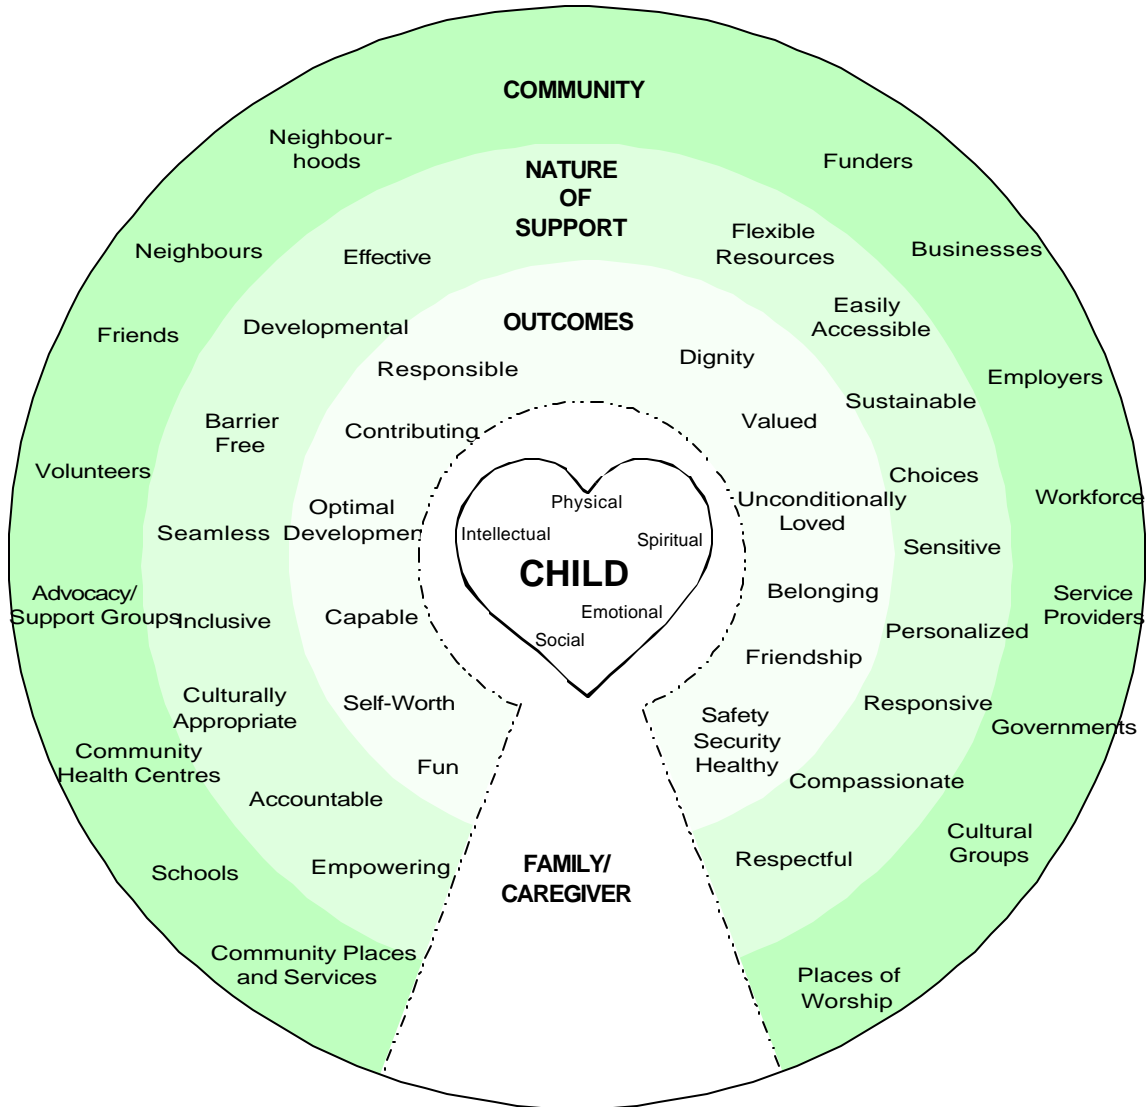 COMMUNITY
Neighbour-
hoods
Neighbours
Friends
Volunteers
Advocacy/
Support Groups
Community
Health Centres
Schools
Community Places
and Services
Funders
Businesses
Employers
Workforce
Service
Providers
Governments
Cultural
Groups
Places of
Worship
NATURE
OF
SUPPORT
Effective
Developmental
Barrier
Free
Seamless
Inclusive
Culturally
Appropriate
Accountable
Empowering
Flexible
Resources
Easily
Accessible
Sustainable
Choices
Sensitive
Personalized
Responsive
Compassionate
Respectful
OUTCOMES
Responsible
Contributing
Optimal
Developmen
Capable
Self-Worth
Fun
Dignity
Valued
Unconditionally
Loved
Belonging
Friendship
Safety
Security
Healthy
Physical
Intellectual
Spiritual
CHILD
Emotional
Social
FAMILY/
CAREGIVER